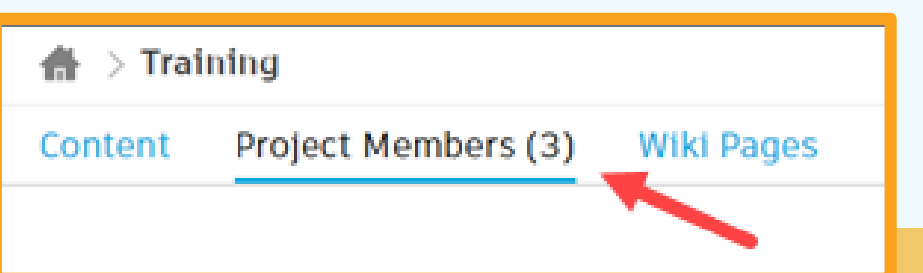 > Training
Content Project Members (3) Wiki Pages